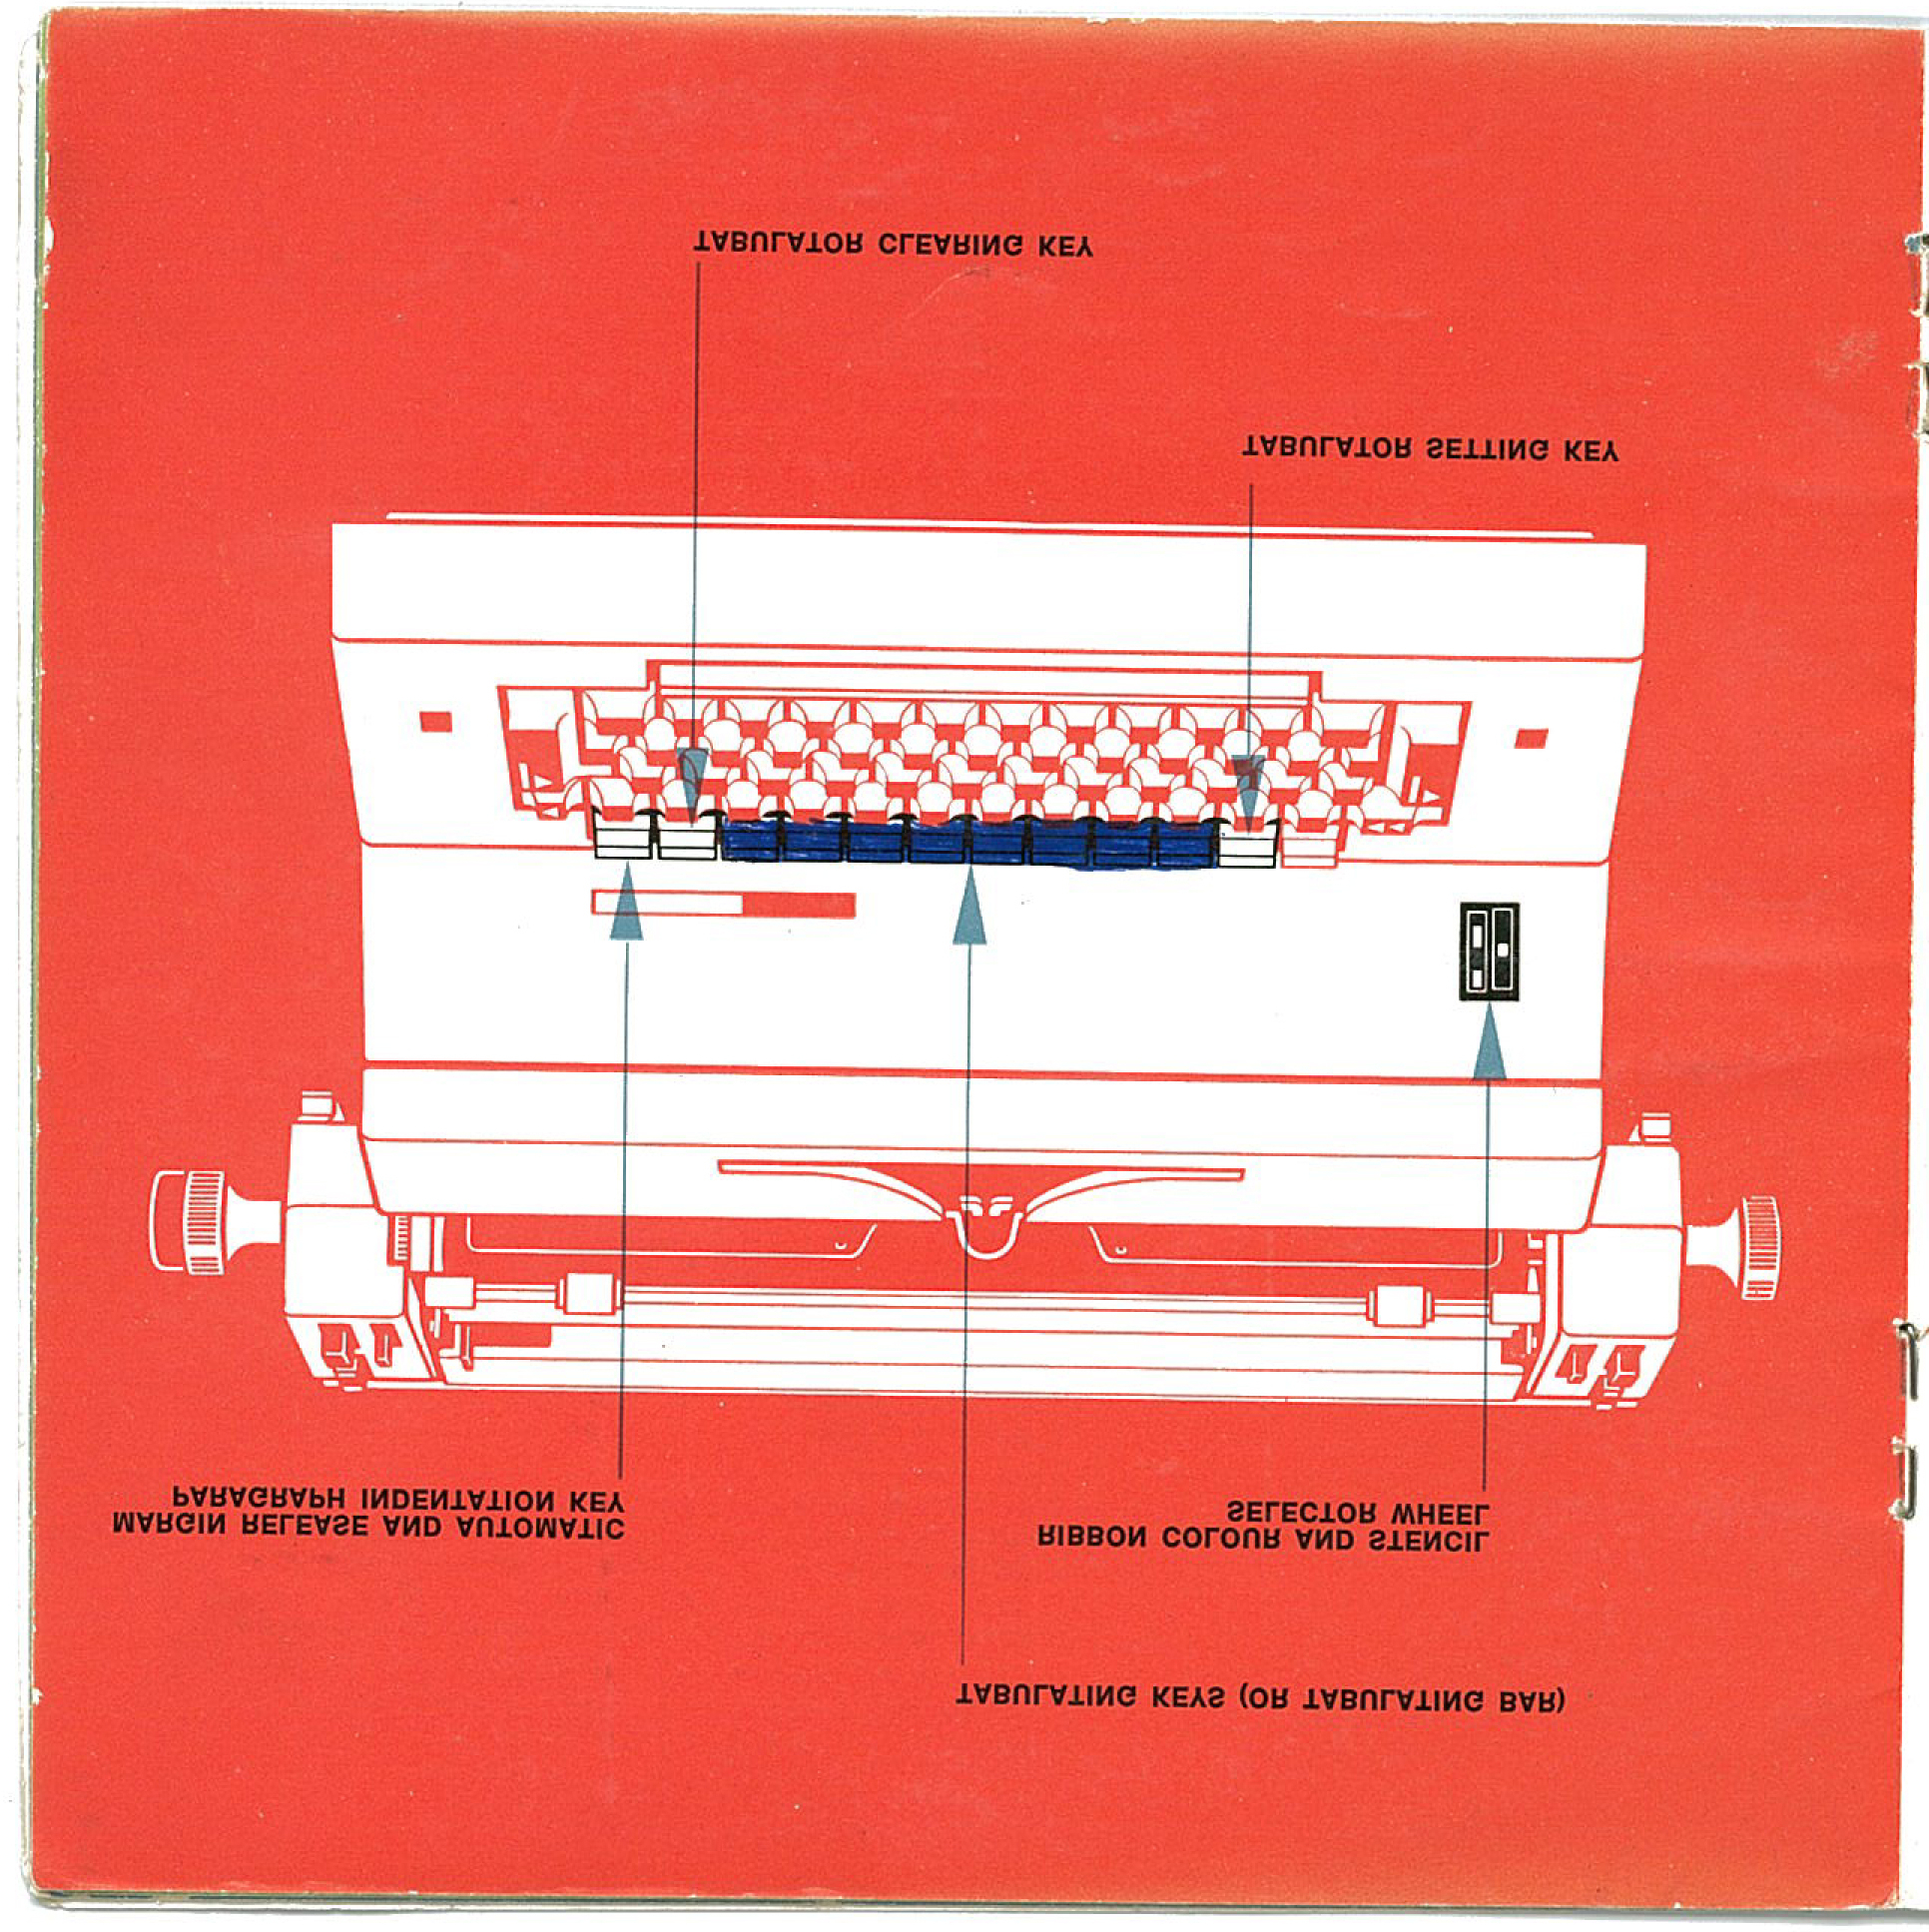 TABULATING KEYS (OR TABULATING BAR)
MARGIN RELEASE AND AUTOMATIC
PARAGRAPH INDENTATION KEY
RIBBON COLOUR AND STENCIL
SELECTOR WHEEL
TABULATOR SETTING KEY
TABULATOR CLEARING KEY